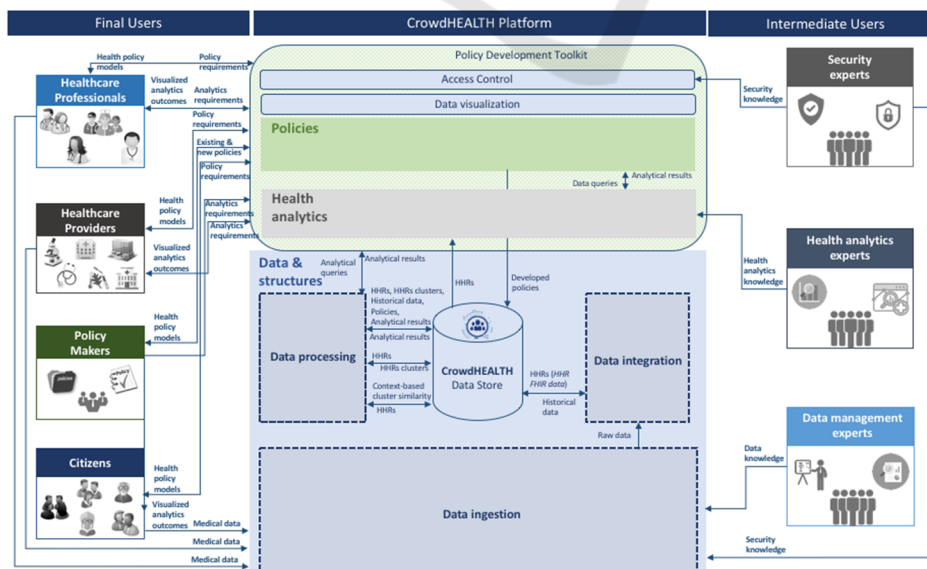 Final Users
CrowdHEALTH Platform
Intermediate Users
Health policy
models
Policy
requirements
Healthcare
Professionals
Visualized
analytics
outcomes
Analytics
requirements
Policy
requirements
Existing &
new policies
Policy
requirements
Healthcare
Providers
Health
policy
models
Analytics
requirements
Analytics
requirements
Visualized
analytics
outcomes
Policy
Makers
policies
Policy
Health
policy
models
Citizens
Health
policy
models
Visualized
analytics
outcomes
Medical data
Medical data
Medical data
Policy Development Toolkit
Access Control
Data visualization
Policies
Data queries
Analytical results
Health
analytics
Data &
structures
Analytical
queries
Analytical results
HHRs
Developed
policies
HHRs, HHRs clusters,
Historical data,
Policies,
Analytical results
Analytical results
Data processing
HHRs
HHRs clusters
Context-based
cluster similarity
HHRs
CrowdHEALTH
Data Store
HHRs (HHR
FHIR data)
Historical
data
Data integration
Raw data
Data ingestion
Security
experts
Security
knowledge
Health analytics
experts
Health
analytics
knowledge
Data management
experts
Data
knowledge
Security
knowledge